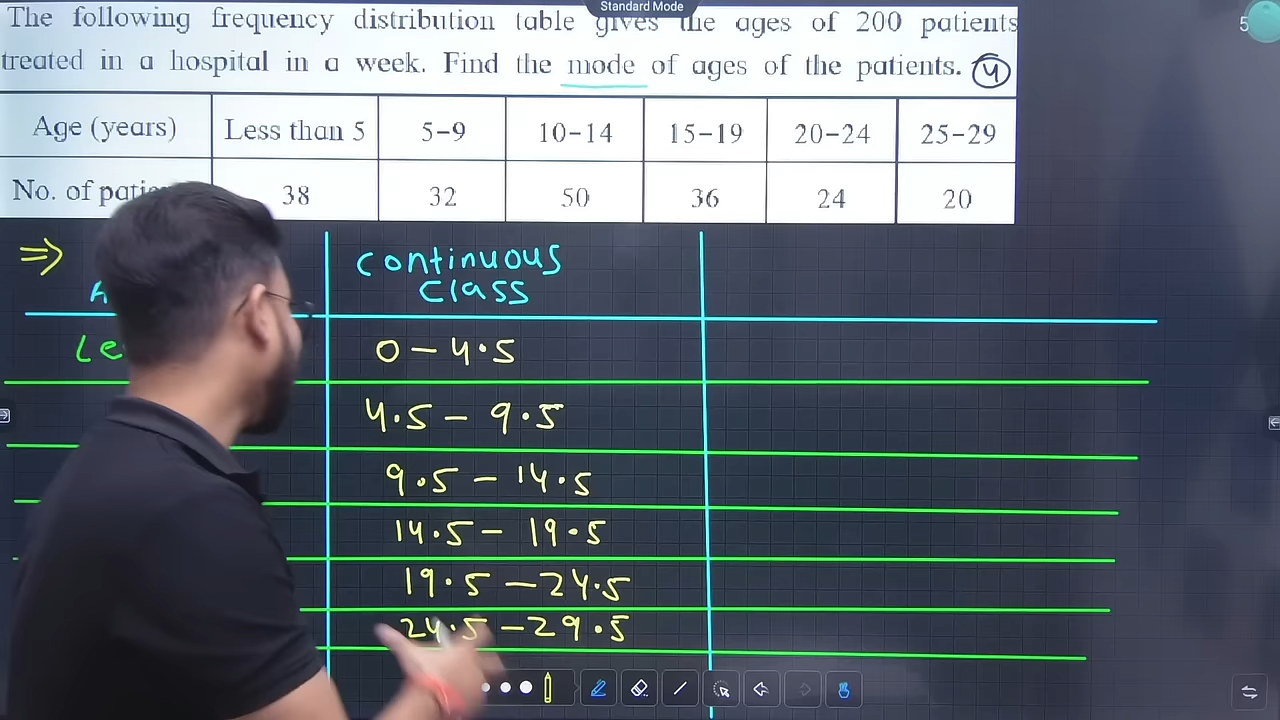 Standard Mode
The following frequency distribution table gives the ages of 200 patients
treated in a hospital in a week. Find the mode of ages of the patients. 4
Age (years) Less than 5 5-9 10-14 15-19 20-24 25-29
No. of 38 32 50 36 24 20
⇒ Continuous
Class
0 - 4.5
4.5 - 9.5
9.5 - 14.5
14.5 - 19.5
19.5 - 24.5
24.5 - 29.5